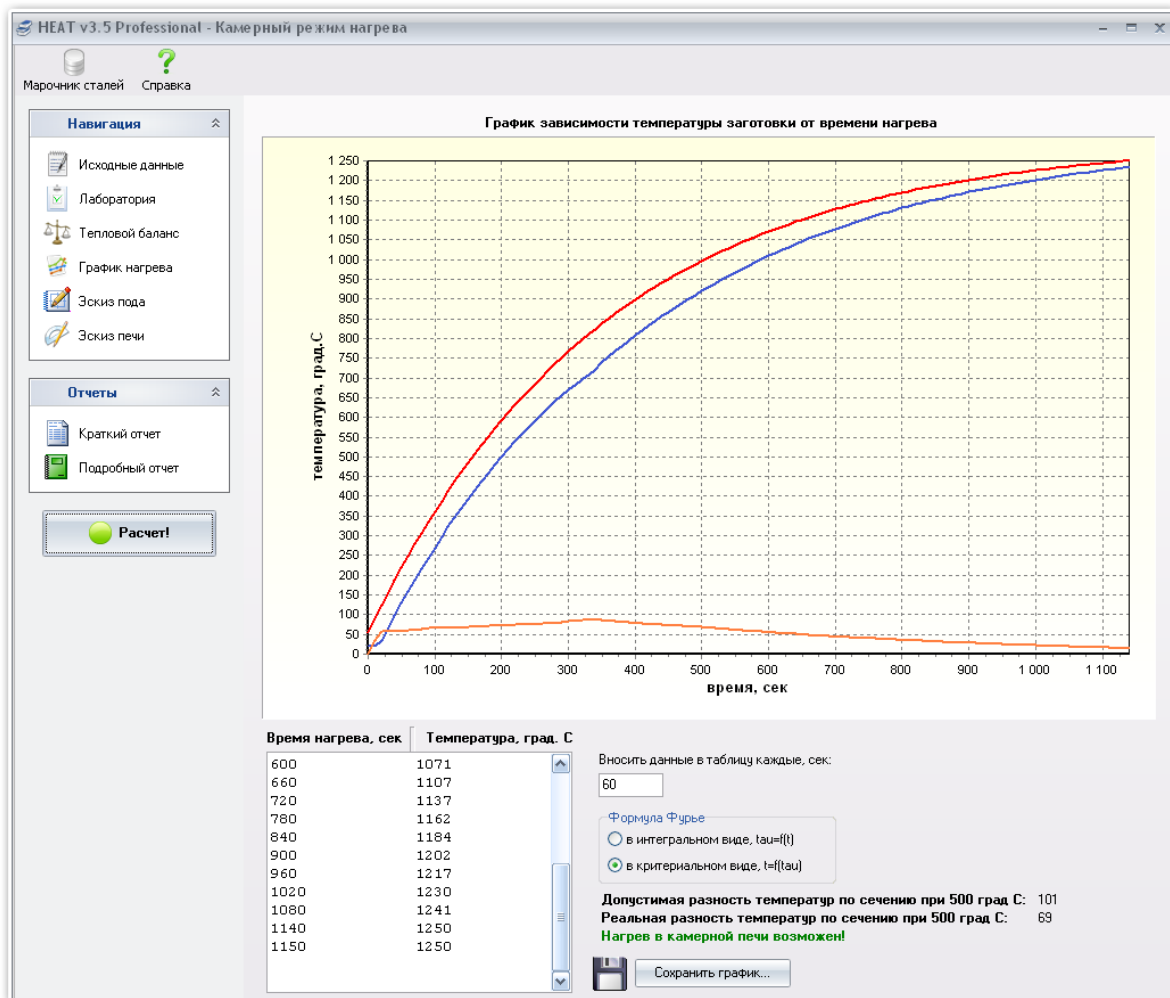 HEAT v3.5 Professional - Камерный режим нагрева
Марочник сталей Справка
Навигация
Исходные данные
Лаборатория
Тепловой баланс
График нагрева
Эскиз пода
Эскиз печи
Отчеты
Краткий отчет
Подробный отчет
Расчет!
График зависимости температуры заготовки от времени нагрева
температура, град.С
1 250
1 200
1 150
1 100
1 050
1 000
950
900
850
800
750
700
650
600
550
500
450
400
350
300
250
200
150
100
50
0
0 100 200 300 400 500 600 700 800 900 1 000 1 100
время, сек
Время нагрева, сек Температура, град. С
600 1071
660 1107
720 1137
780 1162
840 1184
900 1202
960 1217
1020 1230
1080 1241
1140 1250
1150 1250
Вносить данные в таблицу каждые, сек:
60
Формула Фурье
в интегральном виде, tau=f(t)
в критериальном виде, t=f(tau)
Допустимая разность температур по сечению при 500 град С: 101
Реальная разность температур по сечению при 500 град С: 69
Нагрев в камерной печи возможен!
Сохранить график...